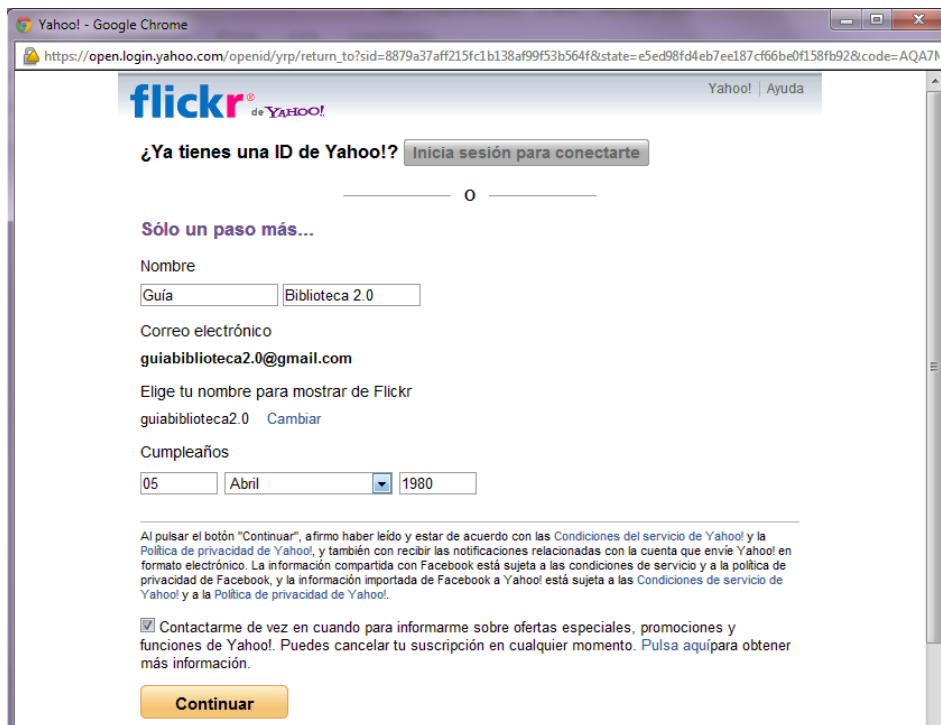 Yahoo! - Google Chrome
https://open.login.yahoo.com/openid/yrp/return_to?sid=8879a37aff215fc1b138af99f53b564f&state=e5ed98fd4eb7ee187cf66be0f158fb92&code=AQA7
Yahoo! | Ayuda
flickr® de YAHOO!
¿Ya tienes una ID de Yahoo!? Inicia sesión para conectarte
O
Sólo un paso más...
Nombre
Guía Biblioteca 2.0
Correo electrónico
guiabiblioteca2.0@gmail.com
Elige tu nombre para mostrar de Flickr
guiabiblioteca2.0 Cambiar
Cumpleaños
05 Abril 1980
Al pulsar el botón "Continuar", afirmo haber leído y estar de acuerdo con las Condiciones del servicio de Yahoo! y la
Política de privacidad de Yahoo!, y también con recibir las notificaciones relacionadas con la cuenta que envíe Yahoo! en
formato electrónico. La información compartida con Facebook está sujeta a las condiciones de servicio y a la política de
privacidad de Facebook, y la información importada de Facebook a Yahoo! está sujeta a las Condiciones de servicio de
Yahoo! y a la Política de privacidad de Yahoo!.
Contactarme de vez en cuando para informarme sobre ofertas especiales, promociones y
funciones de Yahoo!. Puedes cancelar tu suscripción en cualquier momento. Pulsa aquípara obtener
más información.
Continuar